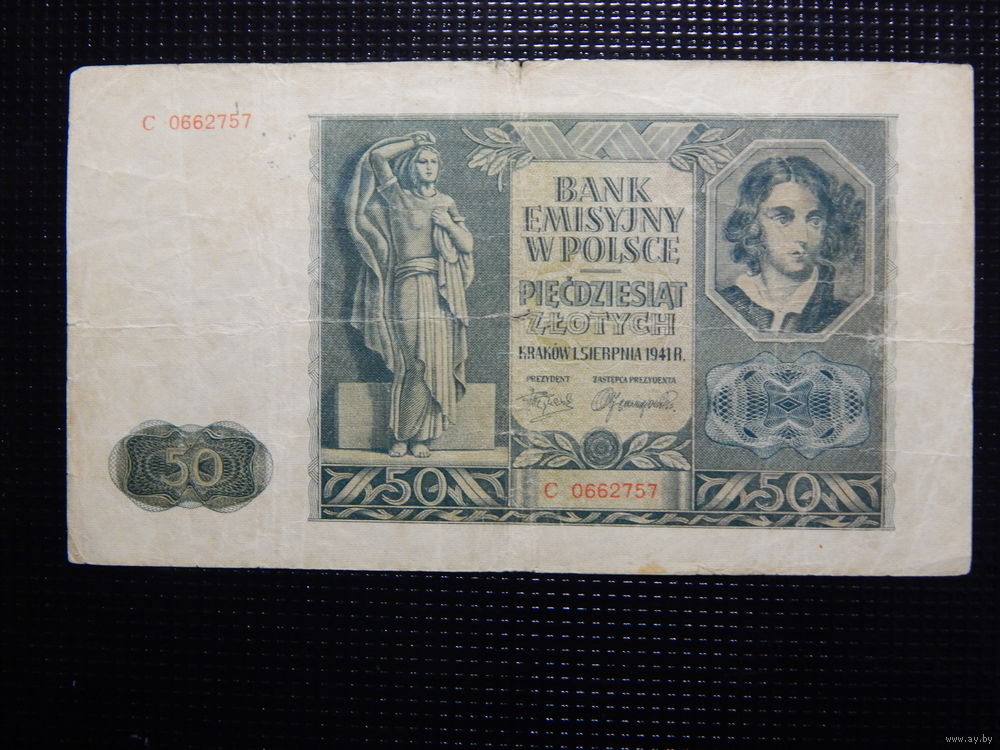 C 0662757
BANK
EMISYJNY
W POLSCE
PIĘĆDZIESIĄT
ZŁOTYCH
KRAKÓW 1. SIERPNIA 1941 R.
PREZYDENT ZASTĘPCA PREZYDENTA
50
50 C 0662757 50
www.ay.by